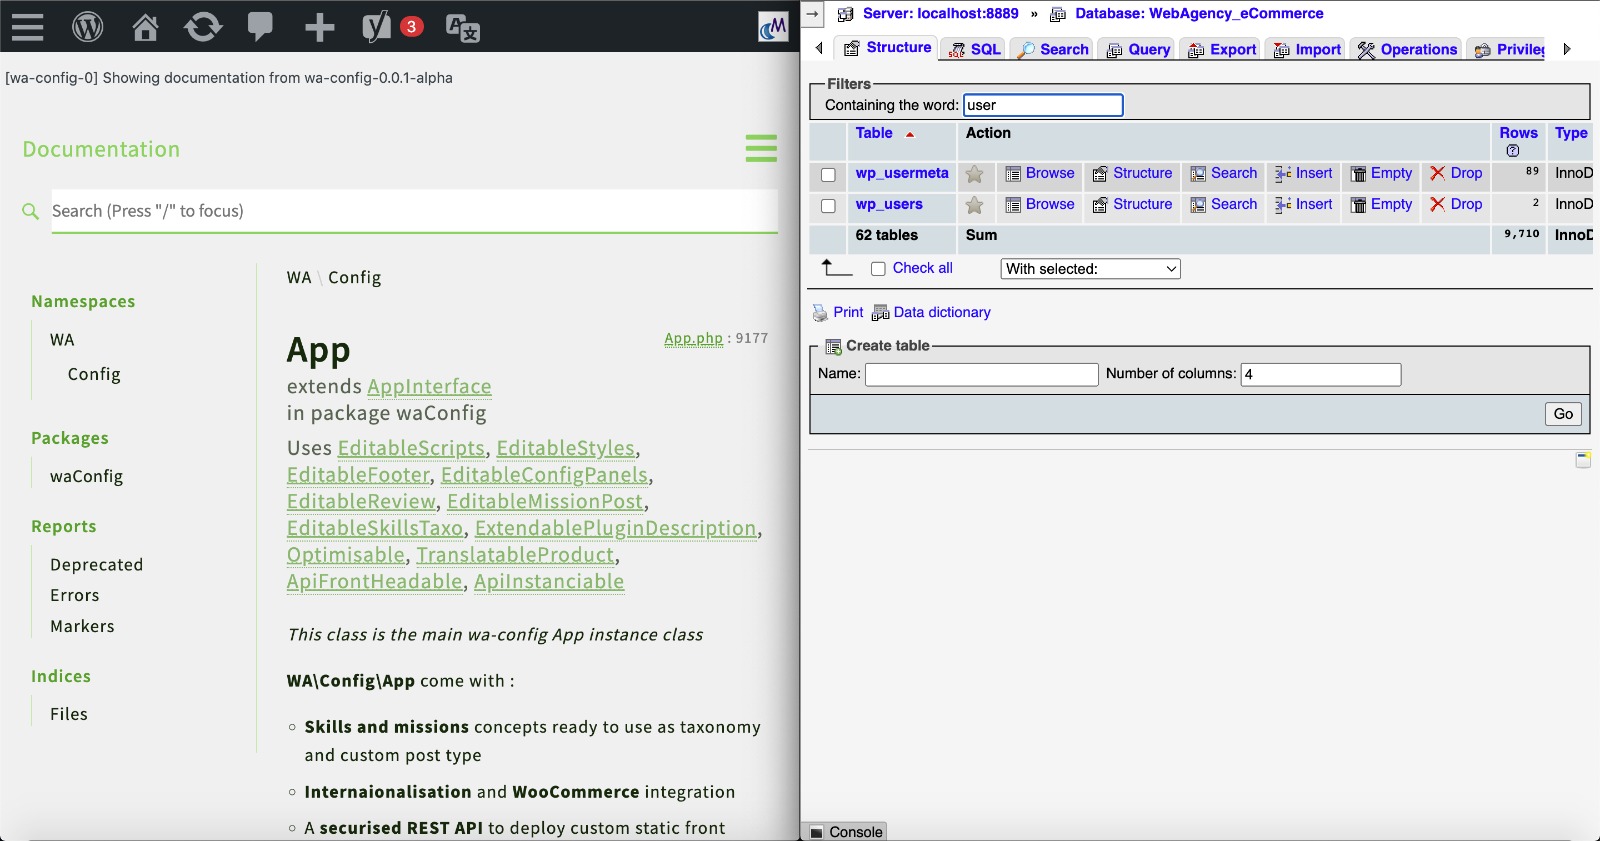 3
[wa-config-0] Showing documentation from wa-config-0.0.1-alpha
Documentation
Search (Press "/" to focus)
Namespaces
WA
Config
Packages
waConfig
Reports
Deprecated
Errors
Markers
Indices
Files
WA \ Config
App
App.php : 9177
extends AppInterface
in package waConfig
Uses EditableScripts, EditableStyles,
EditableFooter, EditableConfigPanels,
EditableReview, EditableMissionPost,
EditableSkillsTaxo, ExtendablePluginDescription,
Optimisable, TranslatableProduct,
ApiFrontHeadable, ApiInstanciable
This class is the main wa-config App instance class
WA\Config\App come with :
Skills and missions concepts ready to use as taxonomy
and custom post type
Internaionalisation and WooCommerce integration
A securised REST API to deploy custom static front
Server: localhost:8889 » Database: WebAgency_eCommerce
Structure SQL Search Query Export Import Operations Privileg
Filters
Containing the word: user
Table Action Rows Type
wp_usermeta Browse Structure Search Insert Empty Drop 89 InnoD
wp_users Browse Structure Search Insert Empty Drop 2 InnoD
62 tables Sum 9,710 InnoD
Check all With selected:
Print Data dictionary
Create table
Name: Number of columns: 4
Go
Console